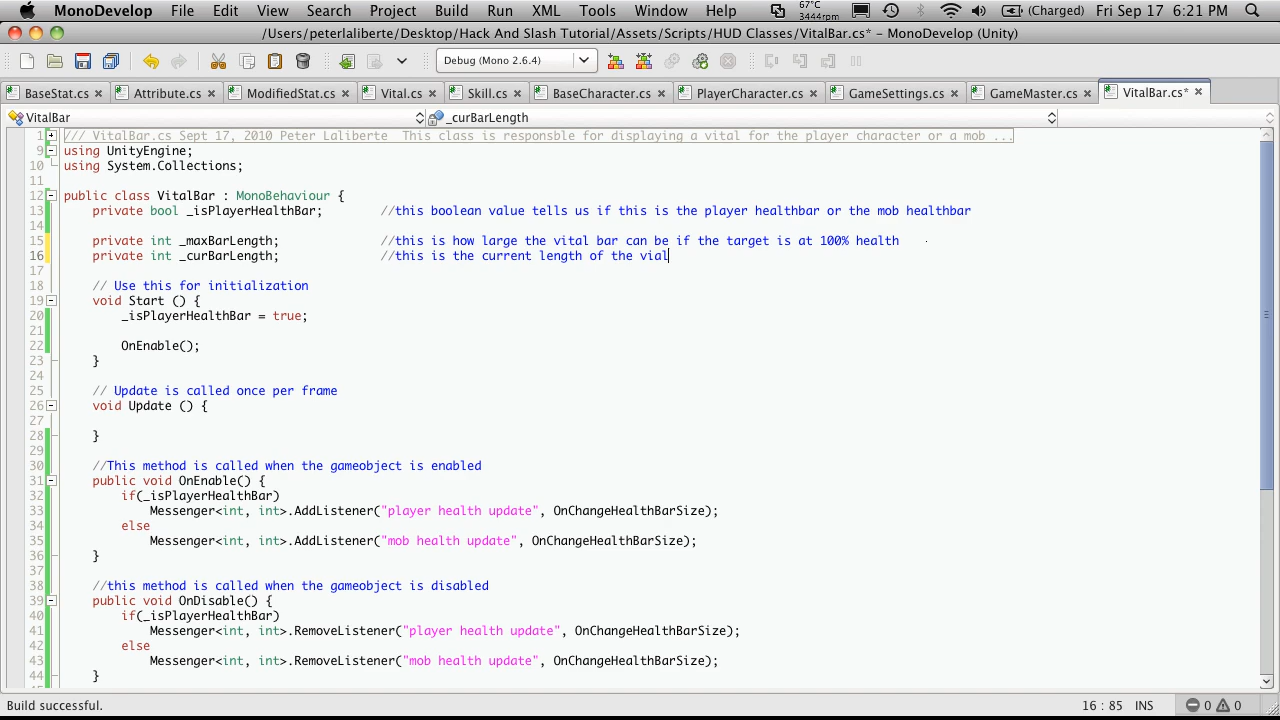 MonoDevelop File Edit View Search Project Build Run XML Tools Window Help 67°C 3444rpm (Charged) Fri Sep 17 6:21 PM
/Users/peterlaliberte/Desktop/Hack And Slash Tutorial/Assets/Scripts/HUD Classes/VitalBar.cs* – MonoDevelop (Unity)
Debug (Mono 2.6.4)
BaseStat.cs Attribute.cs ModifiedStat.cs Vital.cs Skill.cs BaseCharacter.cs PlayerCharacter.cs GameSettings.cs GameMaster.cs VitalBar.cs*
VitalBar _curBarLength
1 /// VitalBar.cs Sept 17, 2010 Peter Laliberte  This class is responsble for displaying a vital for the player character or a mob ...
9 using UnityEngine;
10 using System.Collections;
11
12 public class VitalBar : MonoBehaviour {
13 private bool _isPlayerHealthBar; //this boolean value tells us if this is the player healthbar or the mob healthbar
14
15 private int _maxBarLength; //this is how large the vital bar can be if the target is at 100% health
16 private int _curBarLength; //this is the current length of the vial
17
18 // Use this for initialization
19 void Start () {
20 _isPlayerHealthBar = true;
21
22 OnEnable();
23 }
24
25 // Update is called once per frame
26 void Update () {
27
28 }
29
30 //This method is called when the gameobject is enabled
31 public void OnEnable() {
32 if(_isPlayerHealthBar)
33 Messenger<int, int>.AddListener("player health update", OnChangeHealthBarSize);
34 else
35 Messenger<int, int>.AddListener("mob health update", OnChangeHealthBarSize);
36 }
37
38 //this method is called when the gameobject is disabled
39 public void OnDisable() {
40 if(_isPlayerHealthBar)
41 Messenger<int, int>.RemoveListener("player health update", OnChangeHealthBarSize);
42 else
43 Messenger<int, int>.RemoveListener("mob health update", OnChangeHealthBarSize);
44 }
Build successful. 16 : 85 INS 0 0